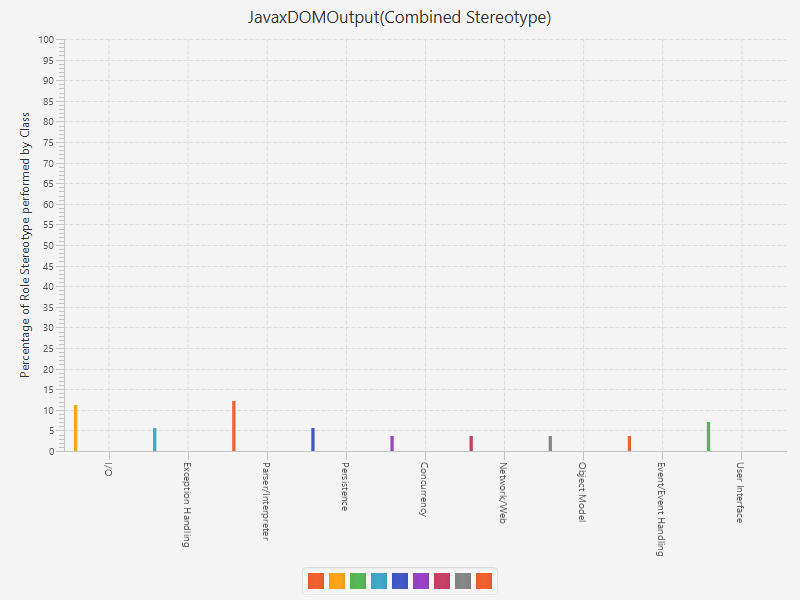 JavaxDOMOutput(Combined Stereotype)
Percentage of Role Stereotype performed by Class
100
95
90
85
80
75
70
65
60
55
50
45
40
35
30
25
20
15
10
5
0
I/O
Exception Handling
Parser/Interpreter
Persistence
Concurrency
Network/Web
Object Model
Event/Event Handling
User Interface